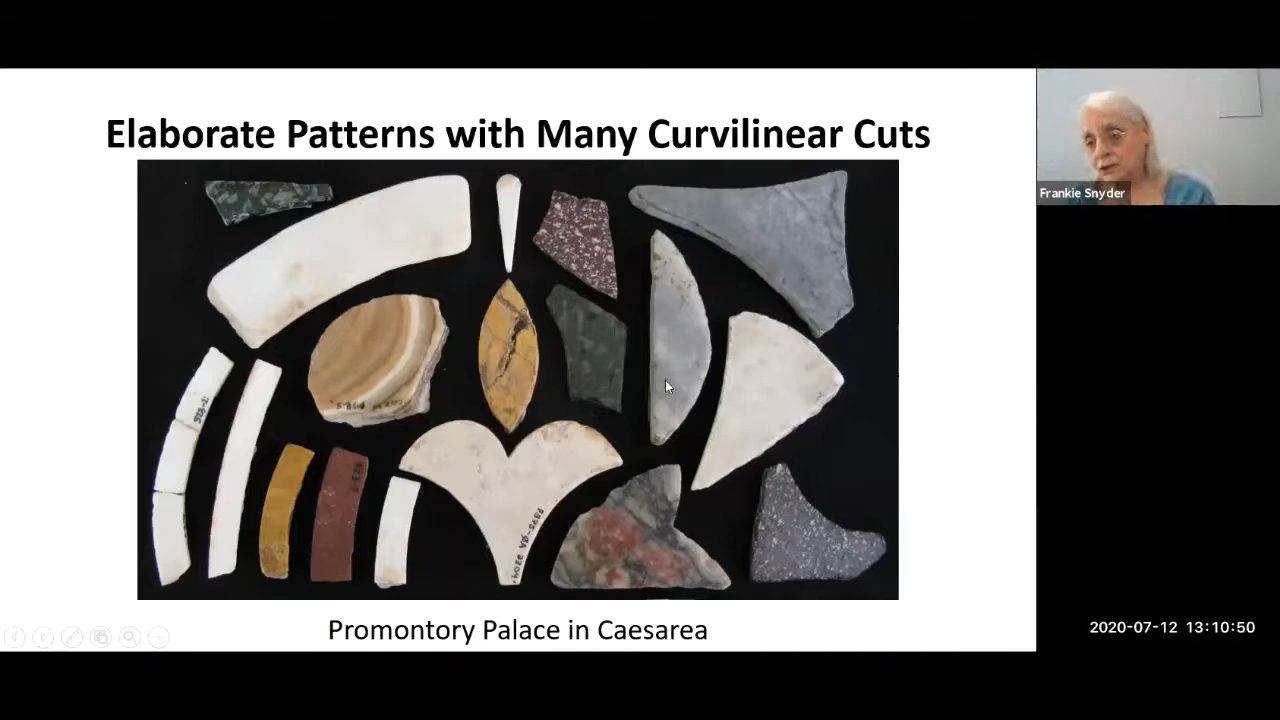 Elaborate Patterns with Many Curvilinear Cuts
Frankie Snyder
Promontory Palace in Caesarea
2020-07-12 13:10:50